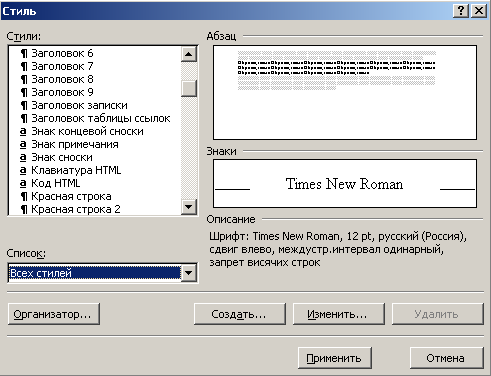 Стиль
Стили:
¶ Заголовок 6
¶ Заголовок 7
¶ Заголовок 8
¶ Заголовок 9
¶ Заголовок записки
¶ Заголовок таблицы ссылок
a Знак концевой сноски
a Знак примечания
a Знак сноски
a Клавиатура HTML
a Код HTML
¶ Красная строка
¶ Красная строка 2
Список:
Всех стилей
Абзац
Знаки
Times New Roman
Описание
Шрифт: Times New Roman, 12 pt, русский (Россия),
сдвиг влево, междустр.интервал одинарный,
запрет висячих строк
Организатор...
Создать...
Изменить...
Удалить
Применить
Отмена